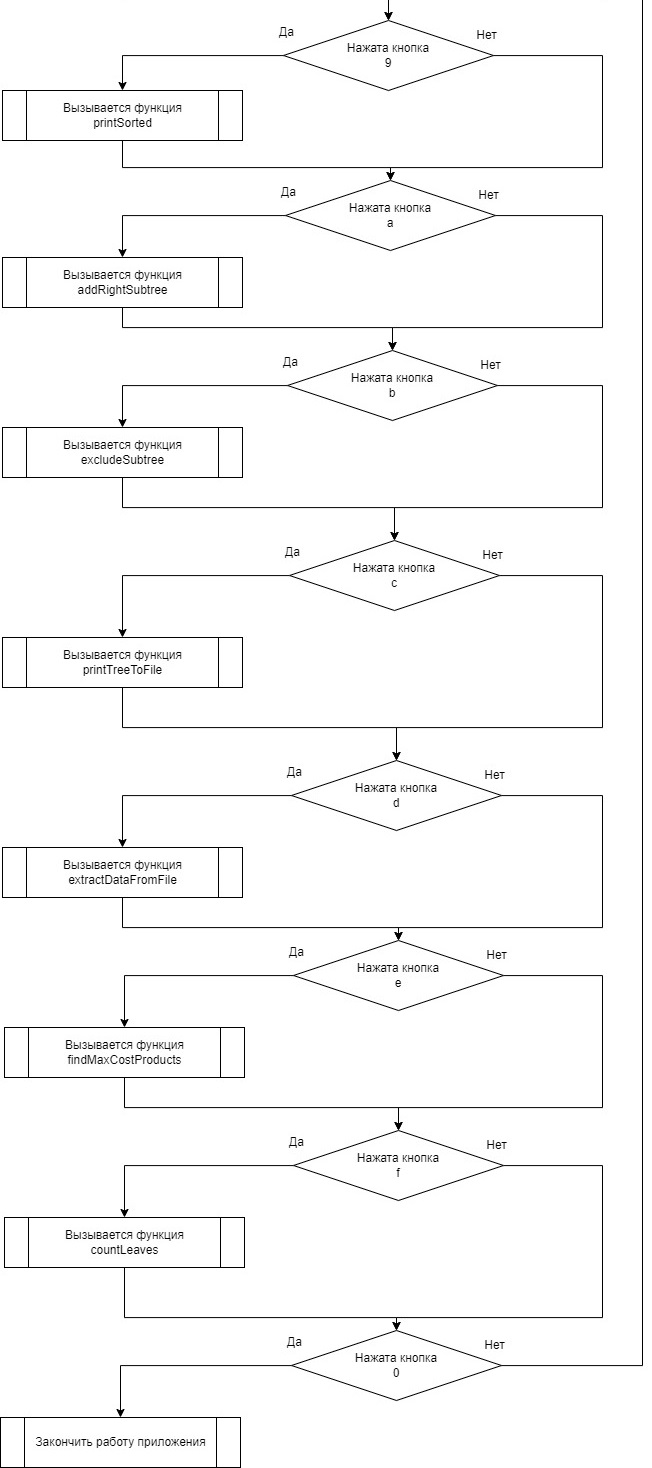 Да
Нажата кнопка
9
Нет
Вызывается функция
printSorted
Да
Нажата кнопка
a
Нет
Вызывается функция
addRightSubtree
Да
Нажата кнопка
b
Нет
Вызывается функция
excludeSubtree
Да
Нажата кнопка
c
Нет
Вызывается функция
printTreeToFile
Да
Нажата кнопка
d
Нет
Вызывается функция
extractDataFromFile
Да
Нажата кнопка
e
Нет
Вызывается функция
findMaxCostProducts
Да
Нажата кнопка
f
Нет
Вызывается функция
countLeaves
Да
Нажата кнопка
0
Нет
Закончить работу приложения